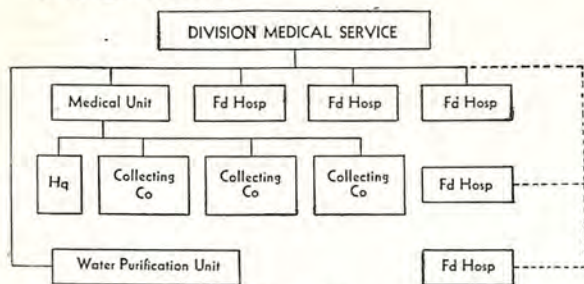 DIVISION MEDICAL SERVICE
Medical Unit
Fd Hosp
Fd Hosp
Fd Hosp
Hq
Collecting
Co
Collecting
Co
Collecting
Co
Fd Hosp
Water Purification Unit
Fd Hosp